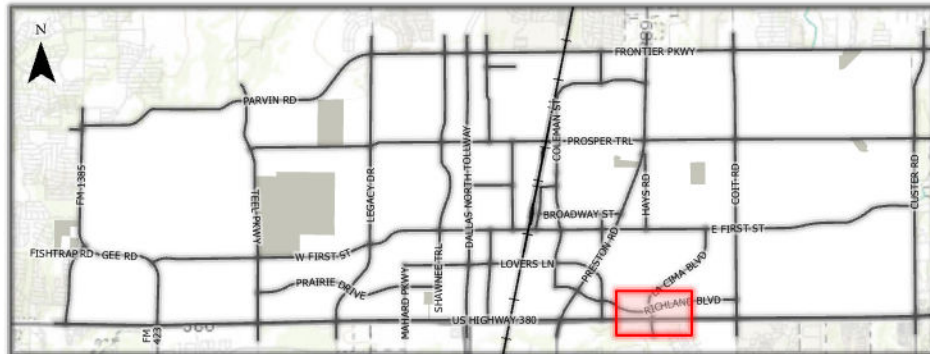 N
FRONTIER PKWY
PARVIN RD
COLEMAN ST
PROSPER TRL
DALLAS NORTH TOLLWAY
FM 1385
TEEL PKWY
LEGACY DR
HAYS RD
COIT RD
CUSTER RD
BROADWAY ST
E FIRST ST
SHAWNEE TRL
PRESTON RD
FISHTRAP RD
GEE RD
W FIRST ST
LOVERS LN
LA CIMA BLVD
PRAIRIE DRIVE
MAHARD PKWY
RICHLAND BLVD
US HIGHWAY 380
FM
423
380